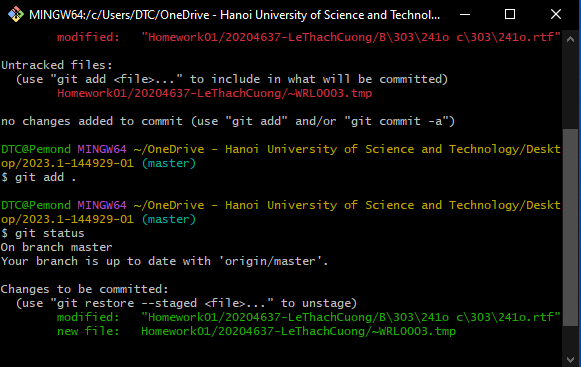 MINGW64:/c/Users/DTC/OneDrive - Hanoi University of Science and Technol...
modified:   "Homework01/20204637-LeThachCuong/B\303\241o c\303\241o.rtf"
Untracked files:
(use "git add <file>..." to include in what will be committed)
Homework01/20204637-LeThachCuong/~WRL0003.tmp
no changes added to commit (use "git add" and/or "git commit -a")
DTC@Pemond MINGW64 ~/OneDrive - Hanoi University of Science and Technology/Deskt
op/2023.1-144929-01 (master)
$ git add .
DTC@Pemond MINGW64 ~/OneDrive - Hanoi University of Science and Technology/Deskt
op/2023.1-144929-01 (master)
$ git status
On branch master
Your branch is up to date with 'origin/master'.
Changes to be committed:
(use "git restore --staged <file>..." to unstage)
modified:   "Homework01/20204637-LeThachCuong/B\303\241o c\303\241o.rtf"
new file:   Homework01/20204637-LeThachCuong/~WRL0003.tmp